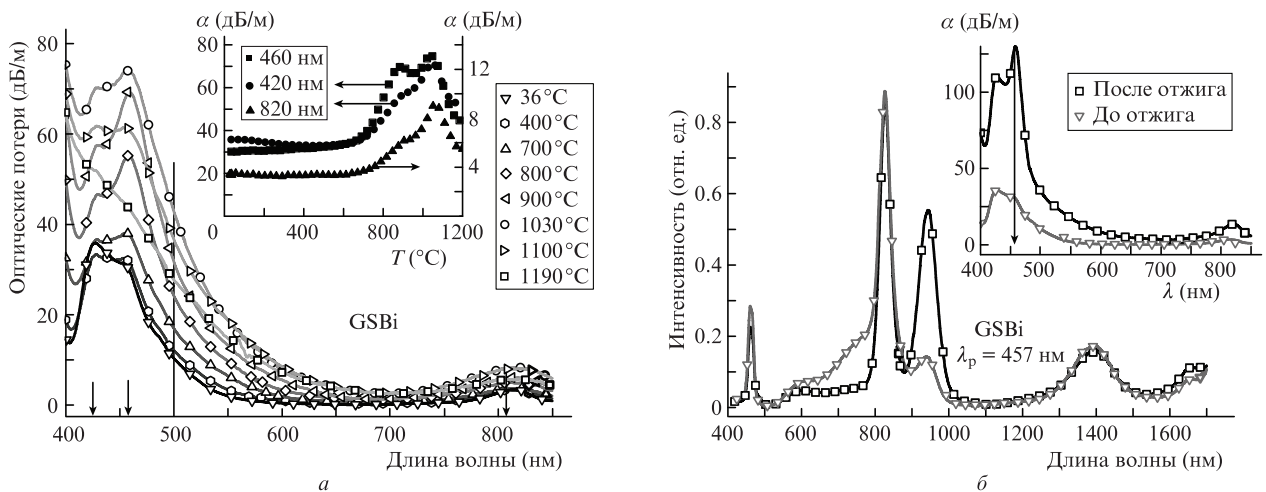 α (дБ/м)
α (дБ/м)
80
60
40
20
0
Оптические потери (дБ/м)
400
500
600
700
800
Длина волны (нм)
80
60
40
20
0
400
800
1200
T (°C)
12
8
4
460 нм
420 нм
820 нм
36 °C
400 °C
700 °C
800 °C
900 °C
1030 °C
1100 °C
1190 °C
GSBi
а
Интенсивность (отн. ед.)
0.8
0.6
0.4
0.2
0
400
600
800
1000
1200
1400
1600
Длина волны (нм)
GSBi
λр = 457 нм
α (дБ/м)
100
50
0
400
500
600
700
800
λ (нм)
После отжига
До отжига
б